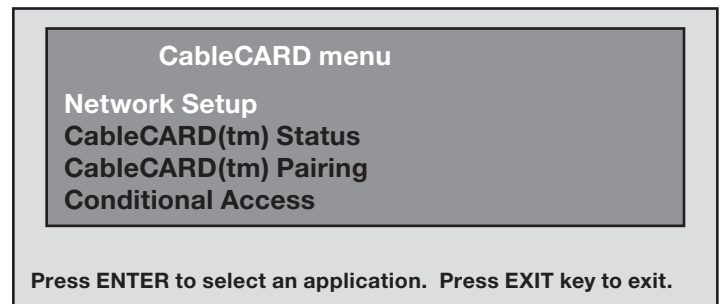 CableCARD menu
Network Setup
CableCARD(tm) Status
CableCARD(tm) Pairing
Conditional Access
Press ENTER to select an application. Press EXIT key to exit.